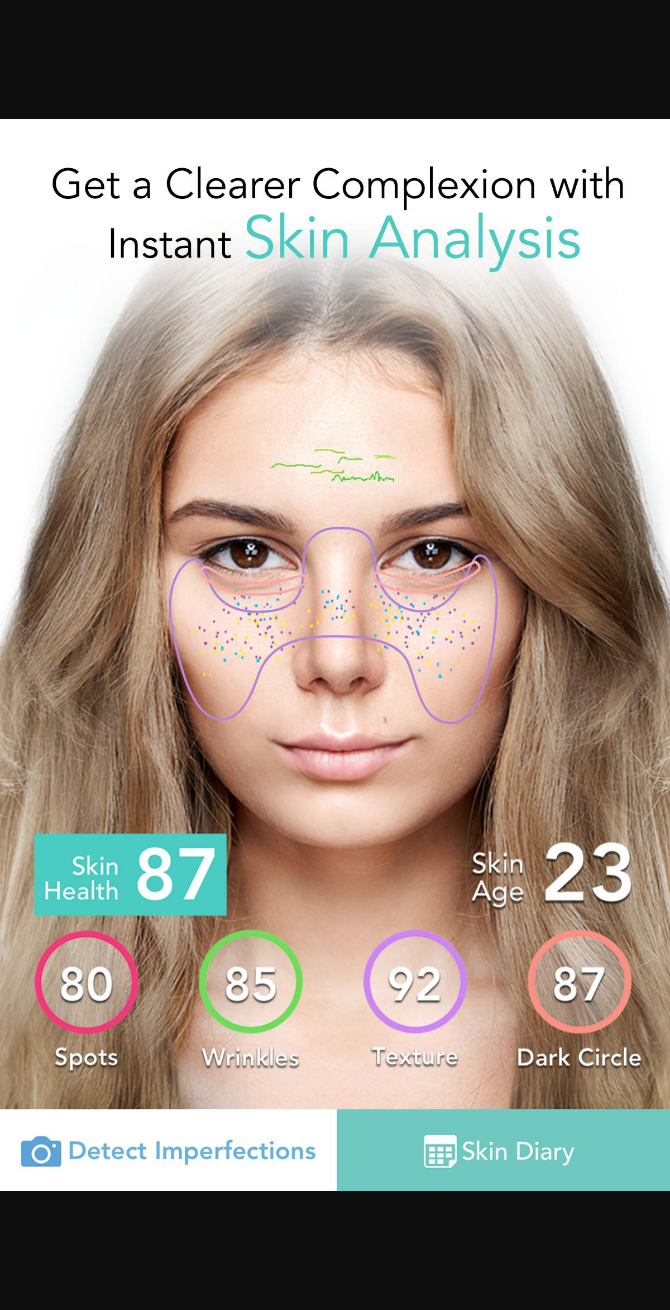 Get a Clearer Complexion with
Instant Skin Analysis
Skin
Health
87
Skin
Age
23
80
85
92
87
Spots
Wrinkles
Texture
Dark Circle
Detect Imperfections
Skin Diary